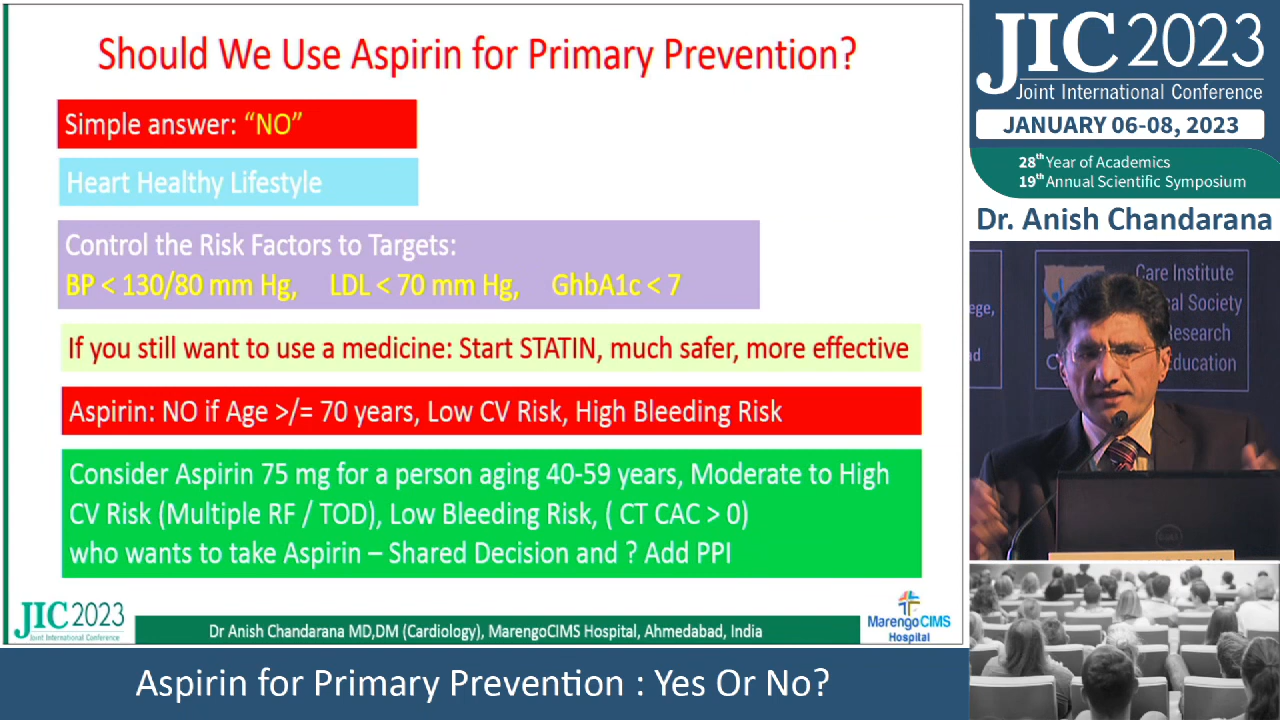 Should We Use Aspirin for Primary Prevention?
Simple answer: “NO”
Heart Healthy Lifestyle
Control the Risk Factors to Targets:
BP < 130/80 mm Hg, LDL < 70 mm Hg, GhbA1c < 7
If you still want to use a medicine: Start STATIN, much safer, more effective
Aspirin: NO if Age >/= 70 years, Low CV Risk, High Bleeding Risk
Consider Aspirin 75 mg for a person aging 40-59 years, Moderate to High
CV Risk (Multiple RF / TOD), Low Bleeding Risk, ( CT CAC > 0)
who wants to take Aspirin – Shared Decision and ? Add PPI
JIC 2023
Joint International Conference
Dr Anish Chandarana MD,DM (Cardiology), MarengoCIMS Hospital, Ahmedabad, India
MarengoCIMS
Hospital
Aspirin for Primary Prevention : Yes Or No?
JIC 2023
Joint International Conference
JANUARY 06-08, 2023
28th Year of Academics
19th Annual Scientific Symposium
Dr. Anish Chandarana
Care Institute
al Society
Research
Education